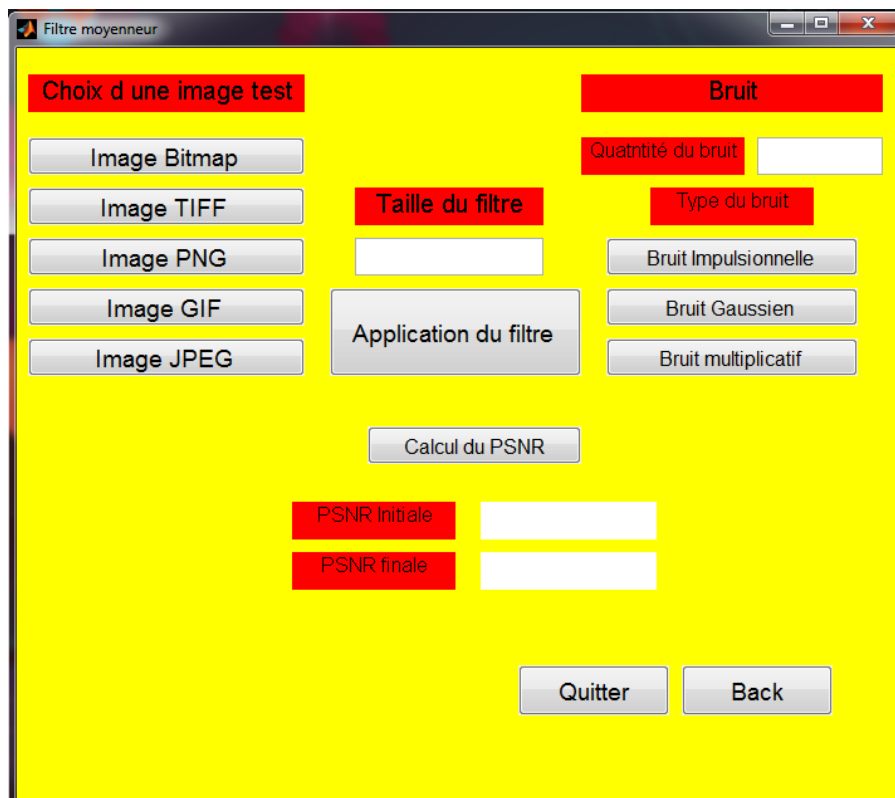 Filtre moyenneur
Choix d une image test
Bruit
Image Bitmap
Quatntité du bruit
Image TIFF
Taille du filtre
Type du bruit
Image PNG
Bruit Impulsionnelle
Image GIF
Application du filtre
Bruit Gaussien
Image JPEG
Bruit multiplicatif
Calcul du PSNR
PSNR Initiale
PSNR finale
Quitter
Back